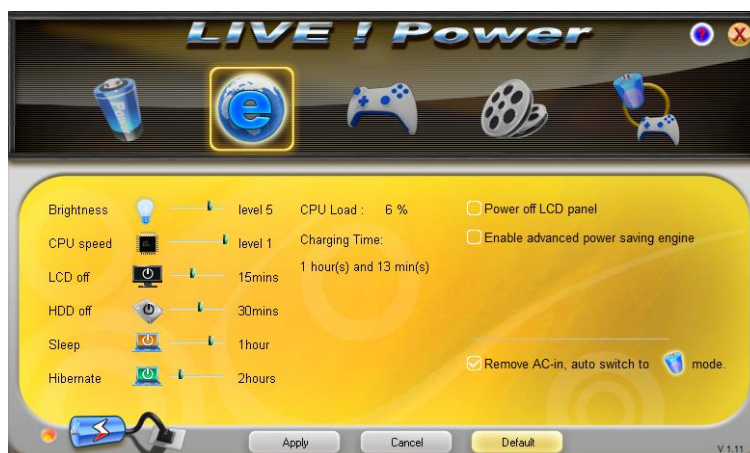 LIVE ! Power
Power
Brightness level 5 CPU Load : 6 % Power off LCD panel
CPU speed level 1 Charging Time: Enable advanced power saving engine
LCD off 15mins 1 hour(s) and 13 min(s)
HDD off 30mins
Sleep 1hour
Remove AC-in, auto switch to mode.
Hibernate 2hours
Apply Cancel Default
V 1.11